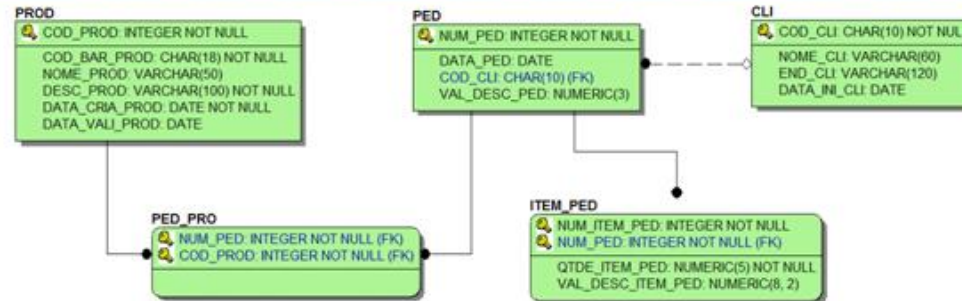 PROD
COD_PROD: INTEGER NOT NULL
COD_BAR_PROD: CHAR(18) NOT NULL
NOME_PROD: VARCHAR(50)
DESC_PROD: VARCHAR(100) NOT NULL
DATA_CRIA_PROD: DATE NOT NULL
DATA_VALI_PROD: DATE
PED
NUM_PED: INTEGER NOT NULL
DATA_PED: DATE
COD_CLI: CHAR(10) (FK)
VAL_DESC_PED: NUMERIC(3)
CLI
COD_CLI: CHAR(10) NOT NUL
NOME_CLI: VARCHAR(60)
END_CLI: VARCHAR(120)
DATA_INI_CLI: DATE
PED_PRO
NUM_PED: INTEGER NOT NULL (FK)
COD_PROD: INTEGER NOT NULL (FK)
ITEM_PED
NUM_ITEM_PED: INTEGER NOT NULL
NUM_PED: INTEGER NOT NULL (FK)
QTDE_ITEM_PED: NUMERIC(5) NOT NULL
VAL_DESC_ITEM_PED: NUMERIC(8, 2)